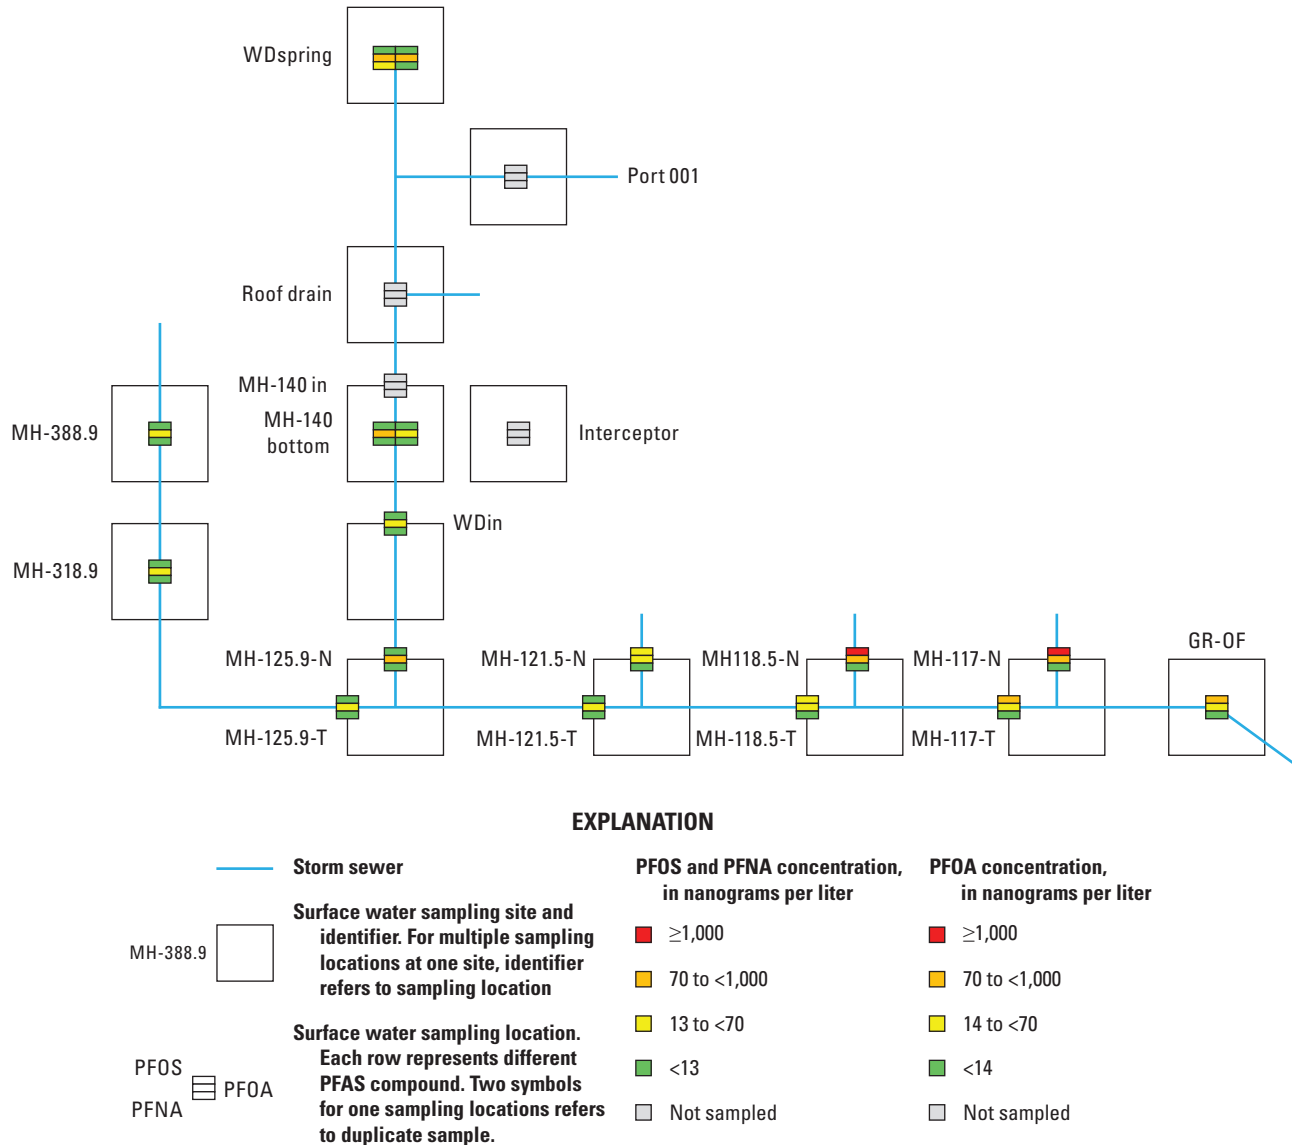 WDspring
Port 001
Roof drain
MH-140 in
MH-388.9
MH-140
bottom
Interceptor
WDin
MH-318.9
MH-125.9-N
MH-121.5-N
MH118.5-N
MH-117-N
GR-OF
MH-125.9-T
MH-121.5-T
MH-118.5-T
MH-117-T
EXPLANATION
Storm sewer
MH-388.9
Surface water sampling site and
identifier. For multiple sampling
locations at one site, identifier
refers to sampling location
PFOS
PFOA
PFNA
Surface water sampling location.
Each row represents different
PFAS compound. Two symbols
for one sampling locations refers
to duplicate sample.
PFOS and PFNA concentration,
in nanograms per liter
≥1,000
70 to <1,000
13 to <70
<13
Not sampled
PFOA concentration,
in nanograms per liter
≥1,000
70 to <1,000
14 to <70
<14
Not sampled